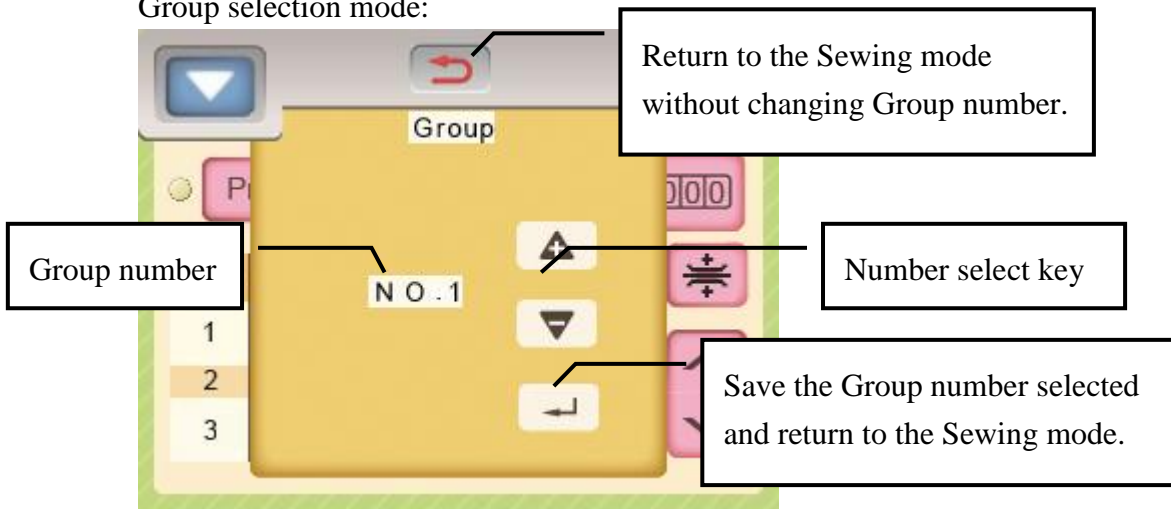 Group selection mode:
Return to the Sewing mode
without changing Group number.
Group
P
000
Group number
NO.1
Number select key
1
2
3
Save the Group number selected
and return to the Sewing mode.